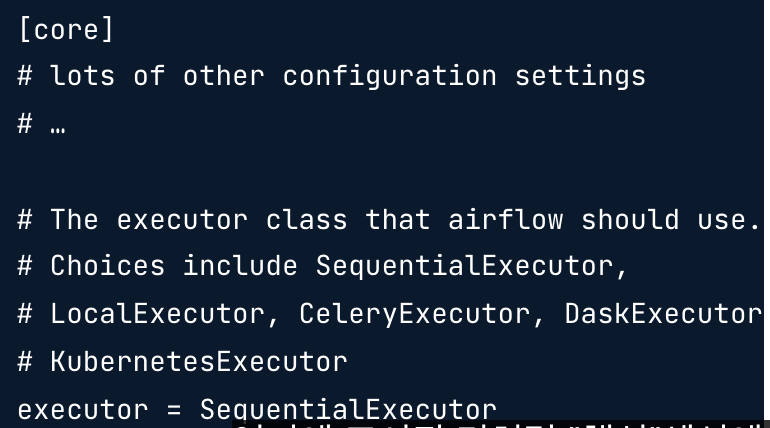 [core]
# lots of other configuration settings
# …
# The executor class that airflow should use.
# Choices include SequentialExecutor,
# LocalExecutor, CeleryExecutor, DaskExecutor
# KubernetesExecutor
executor = SequentialExecutor